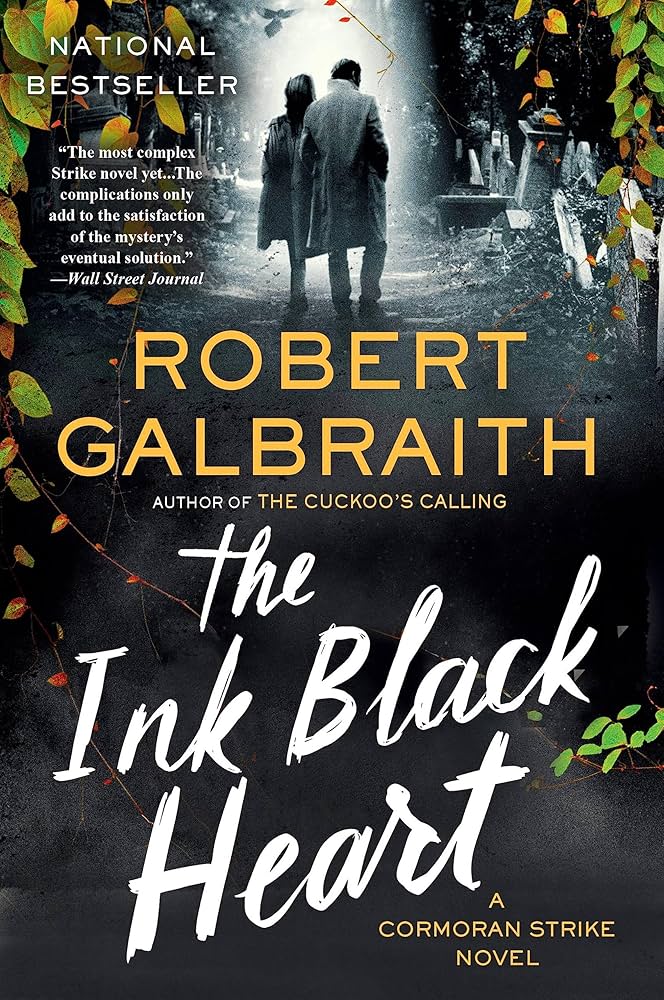 NATIONAL
BESTSELLER
“The most complex
Strike novel yet...The
complications only
add to the satisfaction
of the mystery’s
eventual solution.”
—Wall Street Journal
ROBERT
GALBRAITH
AUTHOR OF THE CUCKOO’S CALLING
the
Ink Black
Heart
A
CORMORAN STRIKE
NOVEL